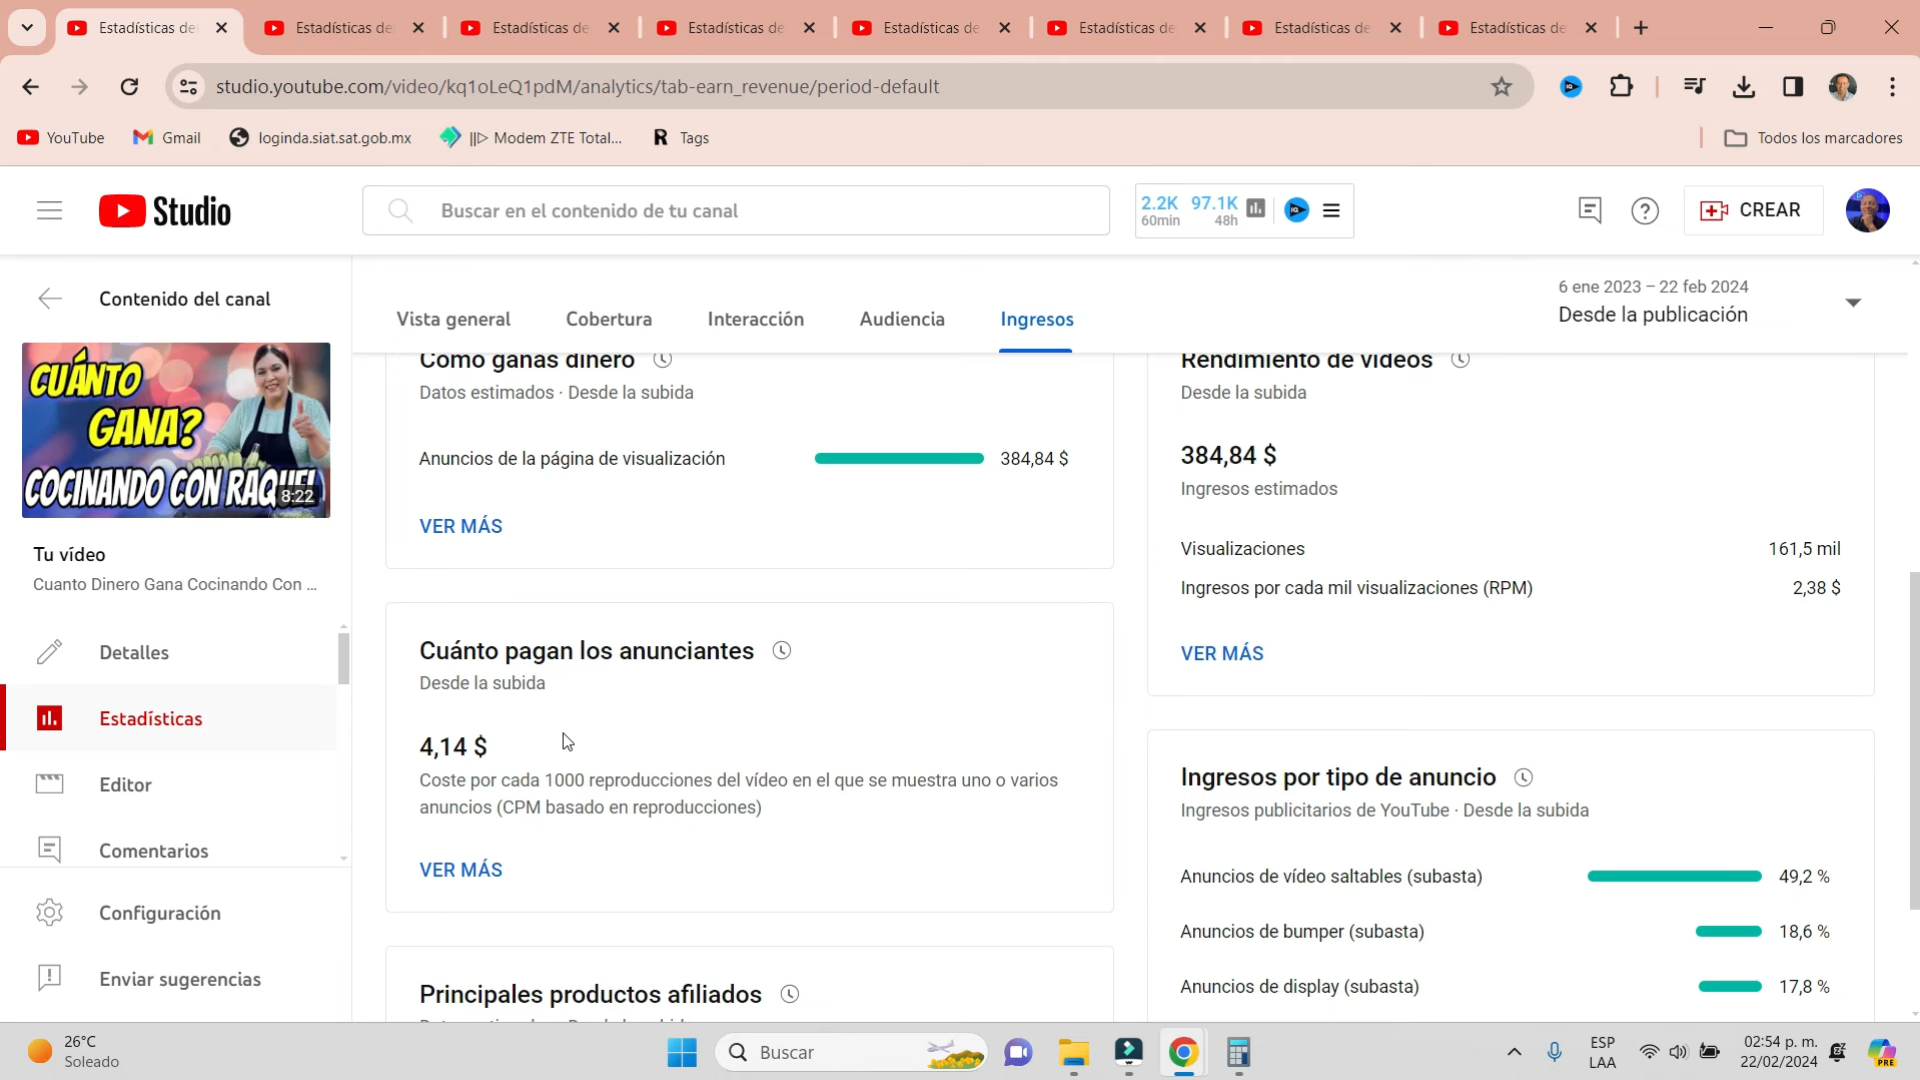 Estadísticas de
Estadísticas de
Estadísticas de
Estadísticas de
Estadísticas de
Estadísticas de
Estadísticas de
Estadísticas de
studio.youtube.com/video/kq1oLeQ1pdM/analytics/tab-earn_revenue/period-default
YouTube
Gmail
loginda.siat.sat.gob.mx
||▷ Modem ZTE Total...
R Tags
Todos los marcadores
Studio
Buscar en el contenido de tu canal
2.2K 97.1K
60min 48h
CREAR
Contenido del canal
CUÁNTO
GANA?
COCINANDO CON RAQUEL
8:22
Tu vídeo
Cuanto Dinero Gana Cocinando Con ...
Detalles
Estadísticas
Editor
Comentarios
Configuración
Enviar sugerencias
Vista general
Cobertura
Interacción
Audiencia
Ingresos
6 ene 2023 – 22 feb 2024
Desde la publicación
Cómo ganas dinero
Datos estimados · Desde la subida
Anuncios de la página de visualización 384,84 $
VER MÁS
Cuánto pagan los anunciantes
Desde la subida
4,14 $
Coste por cada 1000 reproducciones del vídeo en el que se muestra uno o varios
anuncios (CPM basado en reproducciones)
VER MÁS
Principales productos afiliados
Rendimiento de vídeos
Desde la subida
384,84 $
Ingresos estimados
Visualizaciones 161,5 mil
Ingresos por cada mil visualizaciones (RPM) 2,38 $
VER MÁS
Ingresos por tipo de anuncio
Ingresos publicitarios de YouTube · Desde la subida
Anuncios de vídeo saltables (subasta) 49,2 %
Anuncios de bumper (subasta) 18,6 %
Anuncios de display (subasta) 17,8 %
26°C
Soleado
Buscar
PRE
ESP
LAA
02:54 p. m.
22/02/2024